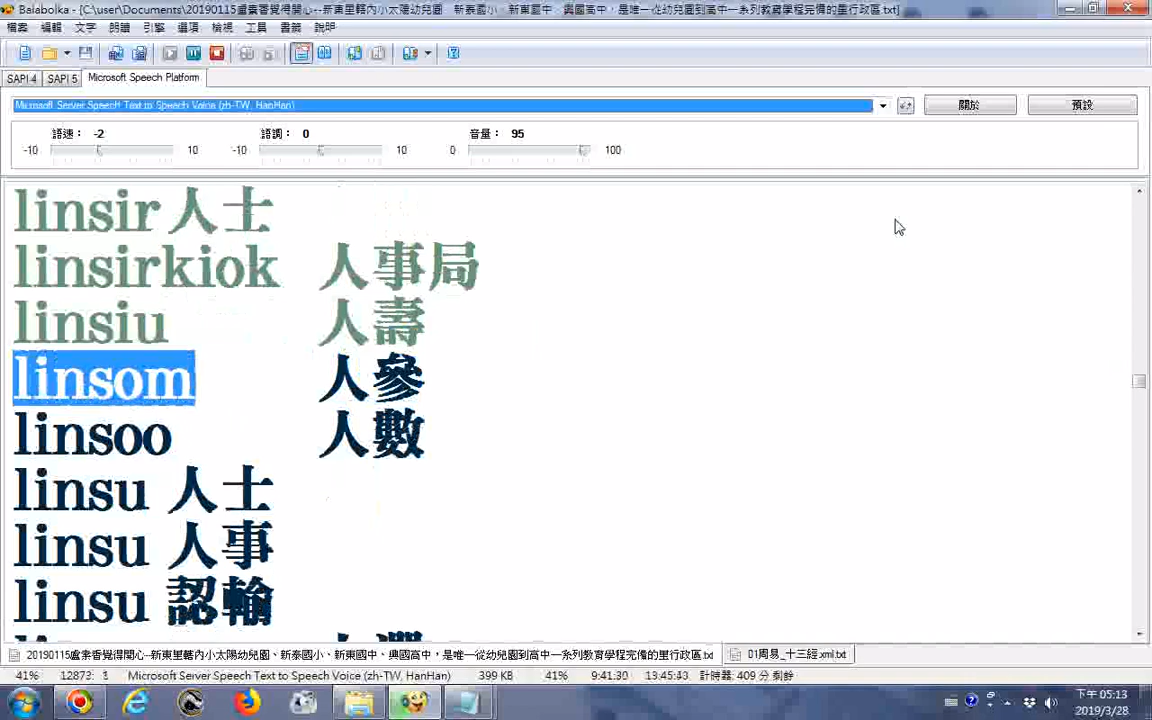 Balabolka - [C:\user\Documents\20190115盧素香覺得開心--新東里轄內小太陽幼兒園、新泰國小、新東國中、興國高中，是唯一從幼兒園到高中一系列教育學程完備的里行政區.txt]
檔案 編輯 文字 朗讀 引擎 選項 檢視 工具 書籤 說明
SAPI 4 SAPI 5 Microsoft Speech Platform
Microsoft Server Speech Text to Speech Voice (zh-TW, HanHan) 關於 預設
語速： -2 語調： 0 音量： 95
-10 10 -10 10 0 100
linsir 人士
linsirkiok 人事局
linsiu 人壽
linsom 人參
linsoo 人數
linsu 人士
linsu 人事
linsu 認輸
20190115盧素香覺得開心--新東里轄內小太陽幼兒園、新泰國小、新東國中、興國高中，是唯一從幼兒園到高中一系列教育學程完備的里行政區.txt 01周易_十三經.xml.txt
41% 12873: Microsoft Server Speech Text to Speech Voice (zh-TW, HanHan) 399 KB 41% 9:41:30 13:45:43 計時器: 409 分 剩餘
下午 05:13
2019/3/28